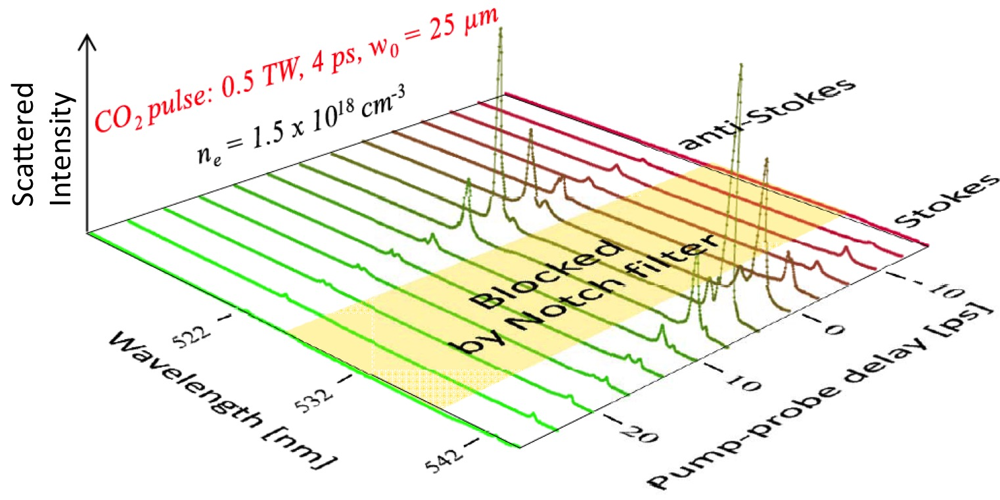 Scattered
Intensity
CO2 pulse: 0.5 TW, 4 ps, w0 = 25 μm
ne = 1.5 x 10^18 cm^-3
anti-Stokes
Stokes
Blocked
by Notch filter
522
532
542
Wavelength [nm]
- 10
0
10
20
Pump-probe delay [ps]